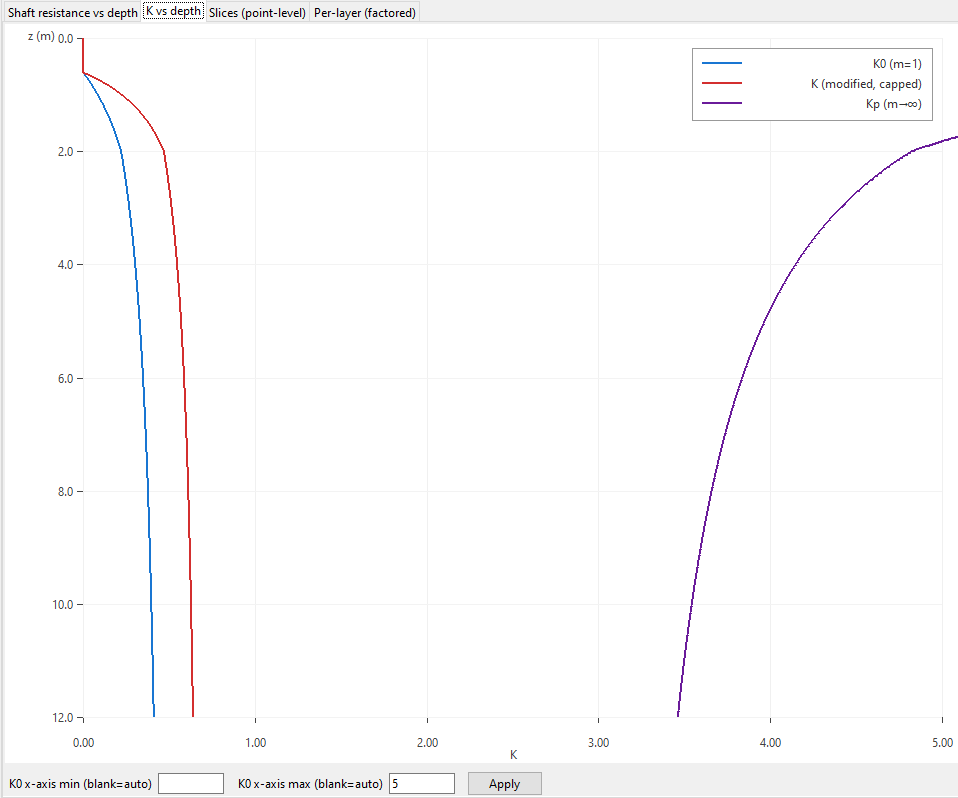 Shaft resistance vs depth K vs depth Slices (point-level) Per-layer (factored)
z (m) 0.0
K0 (m=1)
K (modified, capped)
Kp (m→∞)
2.0
4.0
6.0
8.0
10.0
12.0
0.00 1.00 2.00 3.00 4.00 5.00
K
K0 x-axis min (blank=auto) K0 x-axis max (blank=auto) 5 Apply